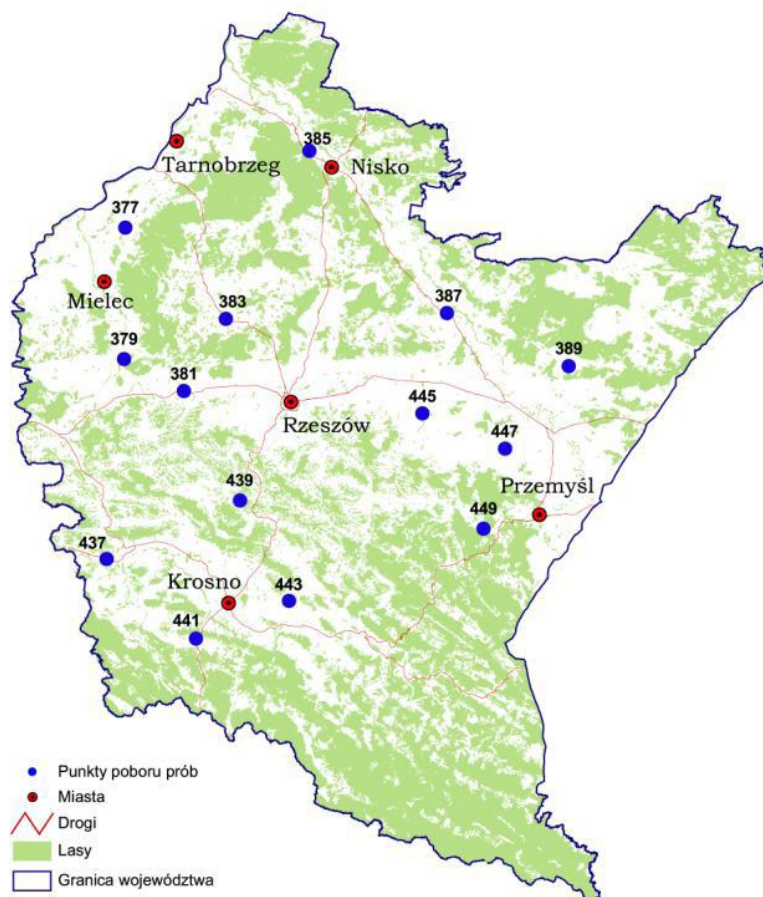 385
Tarnobrzeg
Nisko
377
Mielec
383
387
379
389
381
445
Rzeszów
447
Przemyśl
439
449
437
Krosno
443
441
Punkty poboru prób
Miasta
Drogi
Lasy
Granica województwa